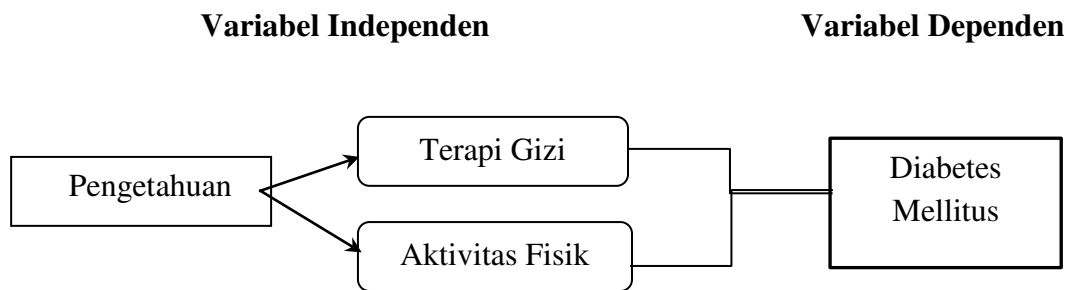 Variabel Independen
Variabel Dependen
Pengetahuan
Terapi Gizi
Aktivitas Fisik
Diabetes
Mellitus